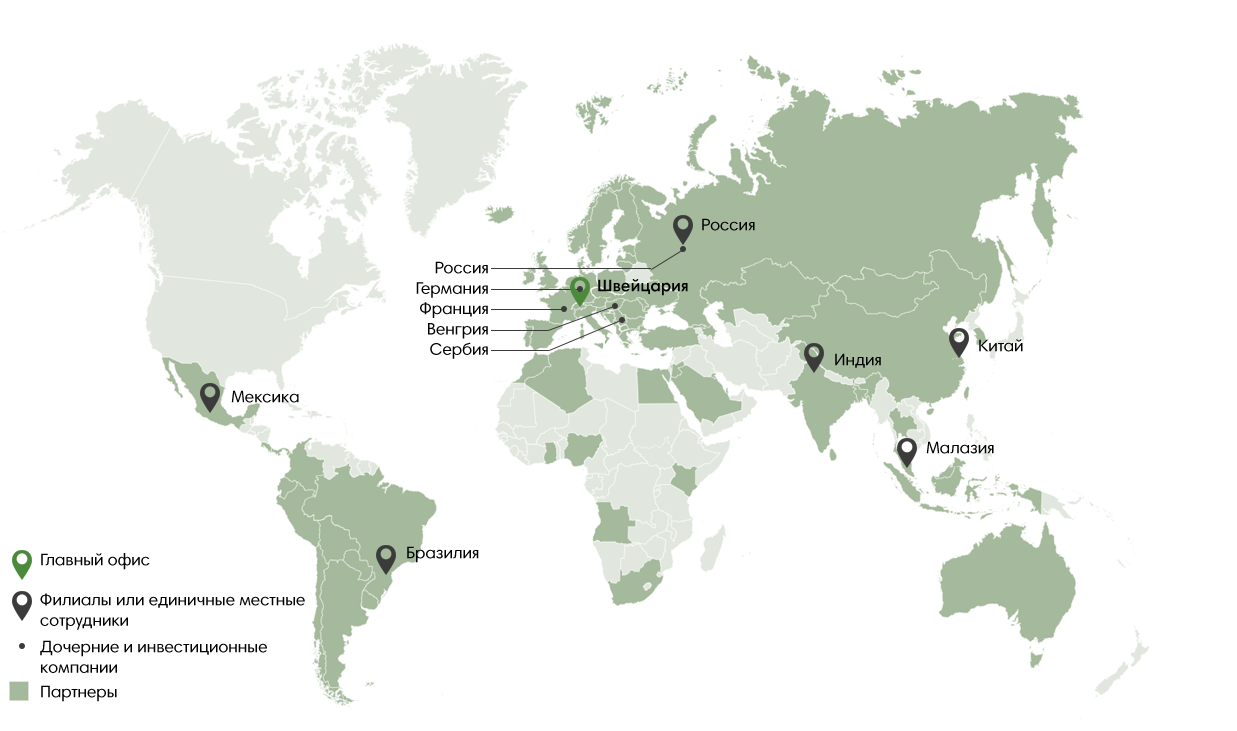 Россия
Россия
Германия
Швейцария
Франция
Венгрия
Сербия
Индия
Китай
Мексика
Малазия
Бразилия
Главный офис
Филиалы или единичные местные
сотрудники
Дочерние и инвестиционные
компании
Партнеры